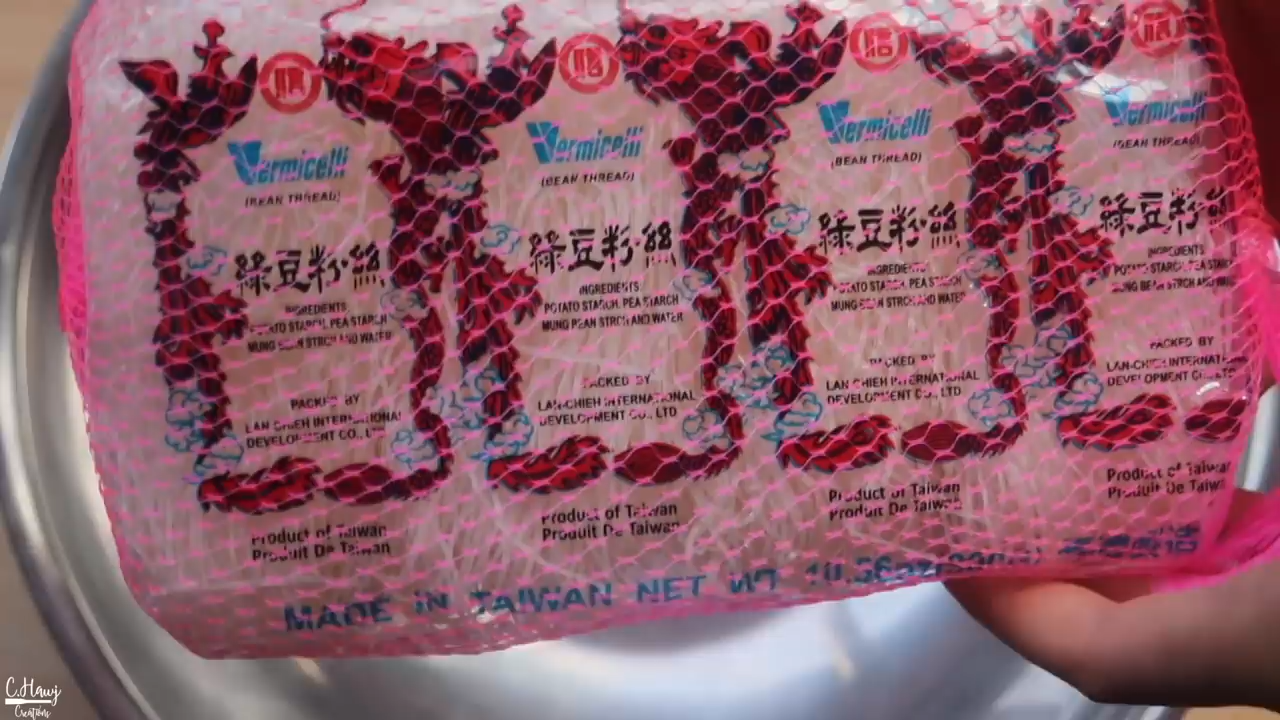 Vermicelli
(BEAN THREAD)
綠豆粉絲
INGREDIENTS
POTATO STARCH, PEA STARCH
MUNG BEAN STRCH AND WATER
PACKED BY
LAN-CHIEH INTERNATIONAL
DEVELOPMENT CO., LTD
Product of Taiwan
Produit De Taiwan
Vermicelli
(BEAN THREAD)
綠豆粉絲
INGREDIENTS
POTATO STARCH, PEA STARCH
MUNG BEAN STRCH AND WATER
PACKED BY
LAN-CHIEH INTERNATIONAL
DEVELOPMENT CO., LTD
Product of Taiwan
Produit De Taiwan
Vermicelli
(BEAN THREAD)
綠豆粉絲
INGREDIENTS
POTATO STARCH, PEA STARCH
MUNG BEAN STRCH AND WATER
PACKED BY
LAN-CHIEH INTERNATIONAL
DEVELOPMENT CO., LTD
Product of Taiwan
Produit De Taiwan
Vermicelli
(BEAN THREAD)
綠豆粉絲
INGREDIENTS
POTATO STARCH, PEA STARCH
MUNG BEAN STRCH AND WATER
PACKED BY
LAN-CHIEH INTERNATIONAL
DEVELOPMENT CO., LTD
Product of Taiwan
Produit De Taiwan
MADE IN TAIWAN NET WT 10.56oz
C.Hawj
Creations